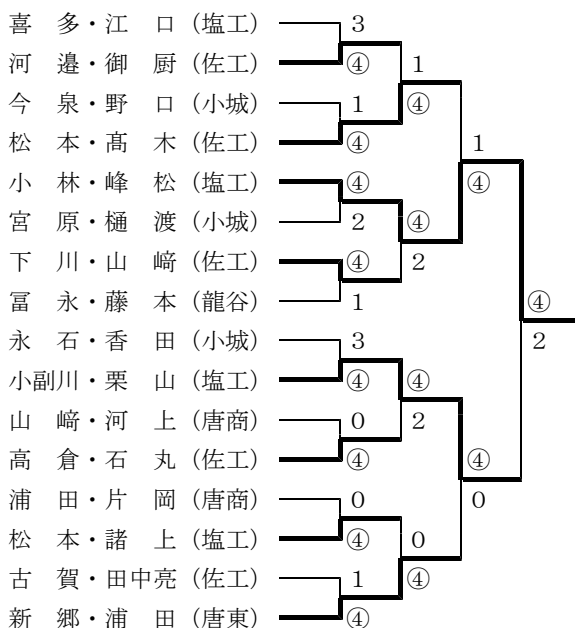 喜　多・江　口（塩工） 3
河　邉・御　厨（佐工） ④ 1
今　泉・野　口（小城） 1 ④
松　本・髙　木（佐工） ④ 1
小　林・峰　松（塩工） ④ ④
宮　原・樋　渡（小城） 2 ④
下　川・山　﨑（佐工） ④ 2
冨　永・藤　本（龍谷） 1 ④
永　石・香　田（小城） 3 2
小副川・栗　山（塩工） ④ ④
山　﨑・河　上（唐商） 0 2
高　倉・石　丸（佐工） ④ ④
浦　田・片　岡（唐商） 0 0
松　本・諸　上（塩工） ④ 0
古　賀・田中亮（佐工） 1 ④
新　郷・浦　田（唐東） ④